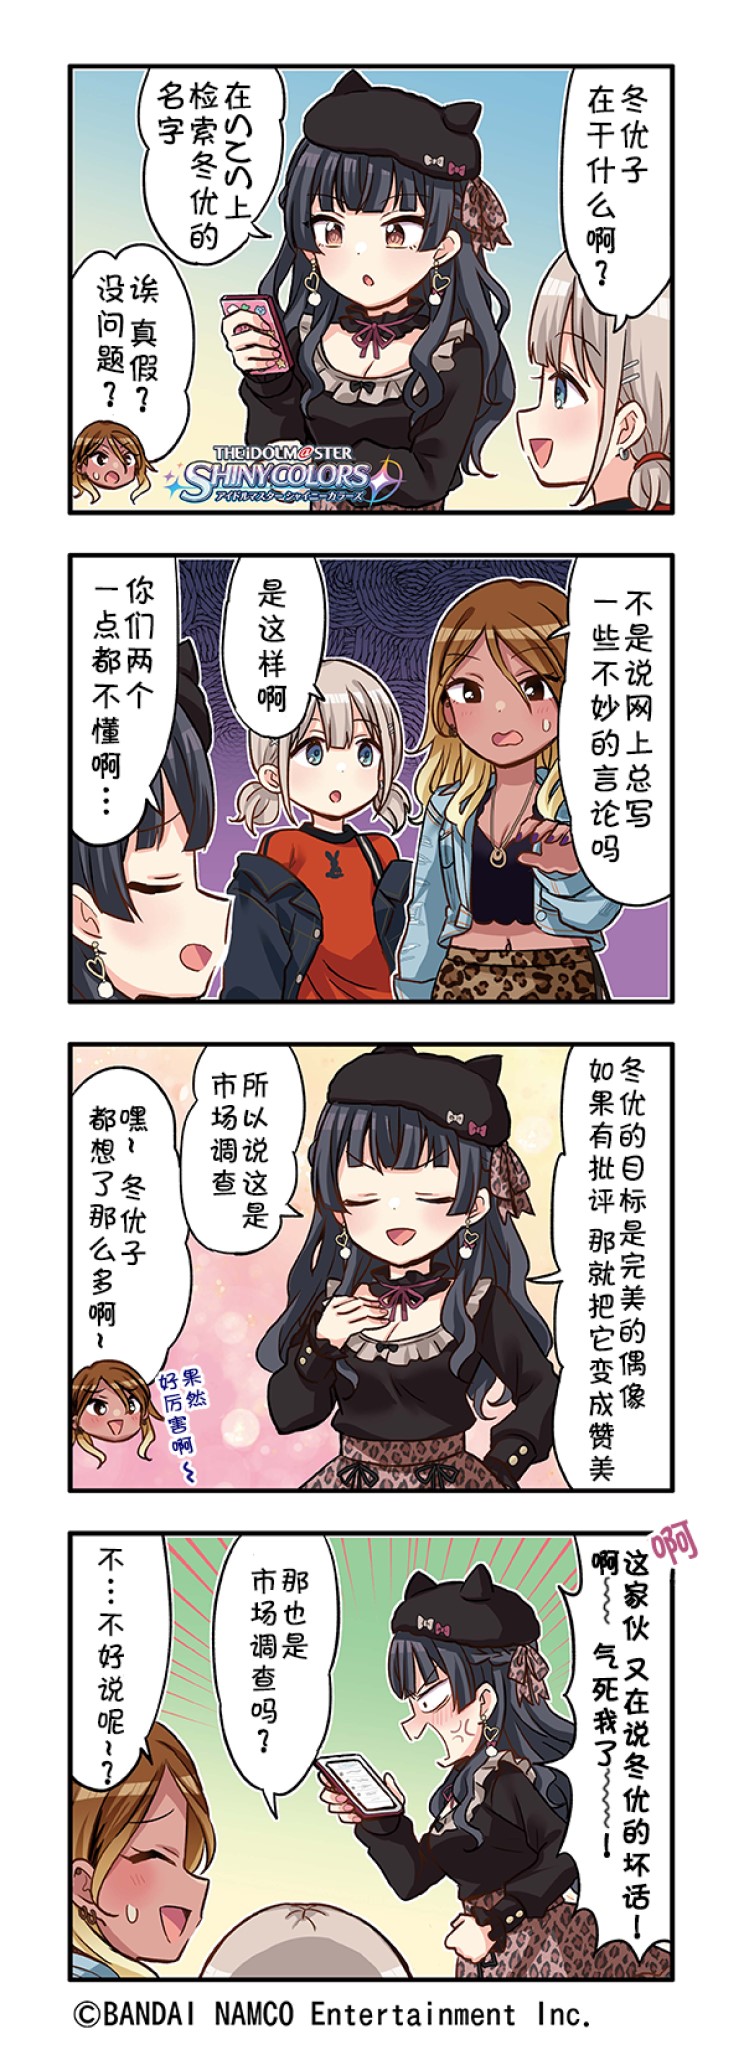 冬优子
在干什么啊？
在SNS上
检索冬优的
名字
诶 真假？
没问题？
THE iDOLM@STER
SHINYCOLORS
アイドルマスターシャイニーカラーズ
不是说网上总写
一些不妙的言论吗
是这样啊
你们两个
一点都不懂啊…
冬优的目标是完美的偶像
如果有批评 那就把它变成赞美
所以说这是
市场调查
嘿~ 冬优子
都想了那么多啊~
果然
好厉害啊~
啊
这家伙 又在说冬优的坏话！
啊~~ 气死我了~~~！
那也是
市场调查吗？
不…不好说呢~？
©BANDAI NAMCO Entertainment Inc.